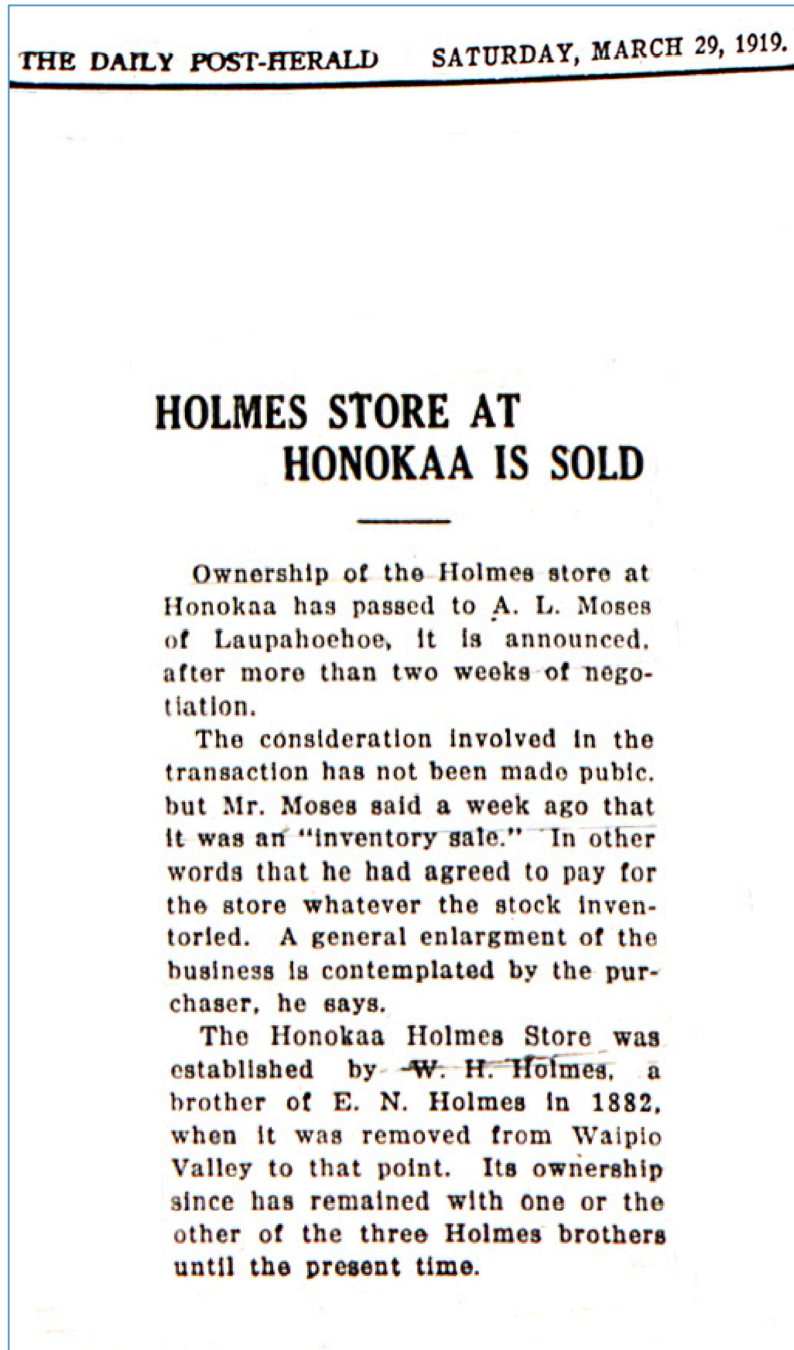 THE DAILY POST-HERALD SATURDAY, MARCH 29, 1919.
HOLMES STORE AT
HONOKAA IS SOLD
Ownership of the Holmes store at
Honokaa has passed to A. L. Moses
of Laupahoehoe, it is announced,
after more than two weeks of nego-
tiation.
The consideration involved in the
transaction has not been made pubic,
but Mr. Moses said a week ago that
it was an "inventory sale." In other
words that he had agreed to pay for
the store whatever the stock inven-
toried. A general enlargment of the
business is contemplated by the pur-
chaser, he says.
The Honokaa Holmes Store was
established by W. H. Holmes, a
brother of E. N. Holmes in 1882,
when it was removed from Waipio
Valley to that point. Its ownership
since has remained with one or the
other of the three Holmes brothers
until the present time.